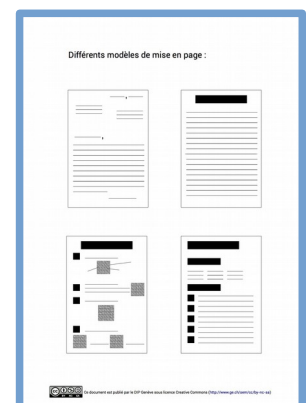 Différents modèles de mise en page :
Ce document est publié par le DIP Genève sous licence Creative Commons (http://www.ge.ch/sem/cc/by-nc-sa)